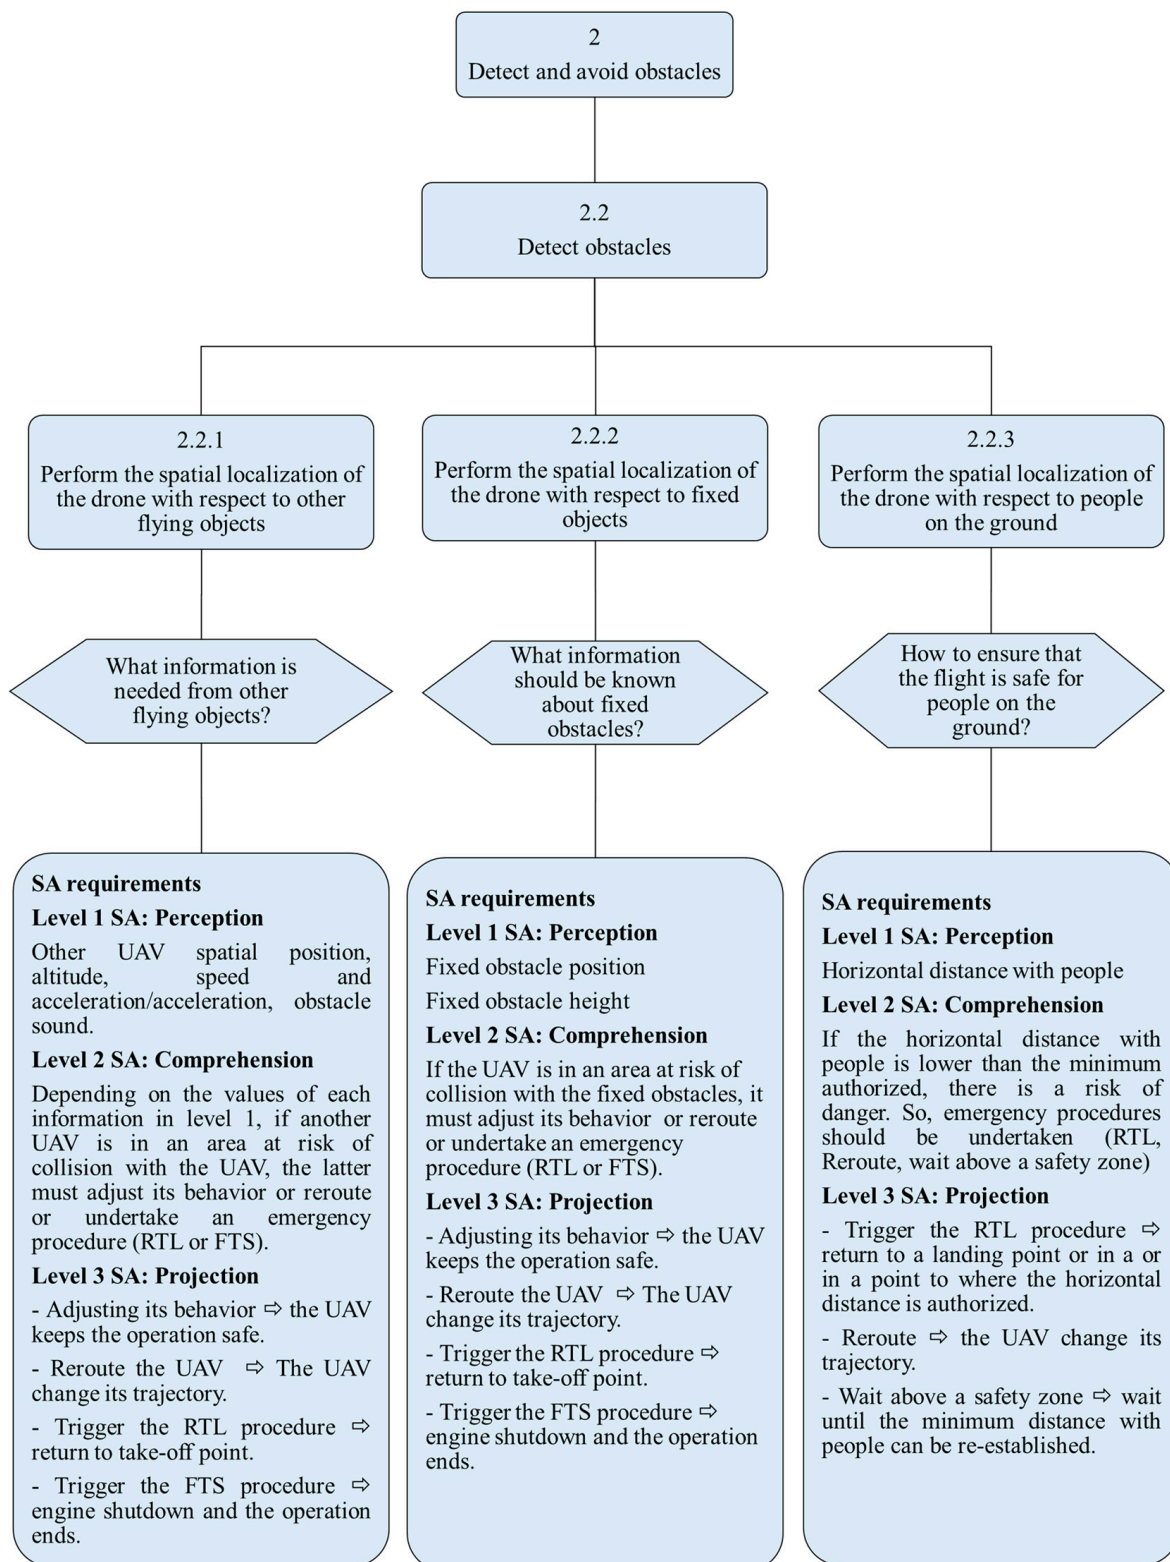 2
Detect and avoid obstacles
2.2
Detect obstacles
2.2.1
Perform the spatial localization of
the drone with respect to other
flying objects
2.2.2
Perform the spatial localization of
the drone with respect to fixed
objects
2.2.3
Perform the spatial localization of
the drone with respect to people
on the ground
What information is
needed from other
flying objects?
What information
should be known
about fixed
obstacles?
How to ensure that
the flight is safe for
people on the
ground?
SA requirements
Level 1 SA: Perception
Other UAV spatial position,
altitude, speed and
acceleration/acceleration, obstacle
sound.
Level 2 SA: Comprehension
Depending on the values of each
information in level 1, if another
UAV is in an area at risk of
collision with the UAV, the latter
must adjust its behavior or reroute
or undertake an emergency
procedure (RTL or FTS).
Level 3 SA: Projection
- Adjusting its behavior ⇨ the UAV
keeps the operation safe.
- Reroute the UAV ⇨ The UAV
change its trajectory.
- Trigger the RTL procedure ⇨
return to take-off point.
- Trigger the FTS procedure ⇨
engine shutdown and the operation
ends.
SA requirements
Level 1 SA: Perception
Fixed obstacle position
Fixed obstacle height
Level 2 SA: Comprehension
If the UAV is in an area at risk of
collision with the fixed obstacles, it
must adjust its behavior or reroute
or undertake an emergency
procedure (RTL or FTS).
Level 3 SA: Projection
- Adjusting its behavior ⇨ the UAV
keeps the operation safe.
- Reroute the UAV ⇨ The UAV
change its trajectory.
- Trigger the RTL procedure ⇨
return to take-off point.
- Trigger the FTS procedure ⇨
engine shutdown and the operation
ends.
SA requirements
Level 1 SA: Perception
Horizontal distance with people
Level 2 SA: Comprehension
If the horizontal distance with
people is lower than the minimum
authorized, there is a risk of
danger. So, emergency procedures
should be undertaken (RTL,
Reroute, wait above a safety zone)
Level 3 SA: Projection
- Trigger the RTL procedure ⇨
return to a landing point or in a or
in a point to where the horizontal
distance is authorized.
- Reroute ⇨ the UAV change its
trajectory.
- Wait above a safety zone ⇨ wait
until the minimum distance with
people can be re-established.